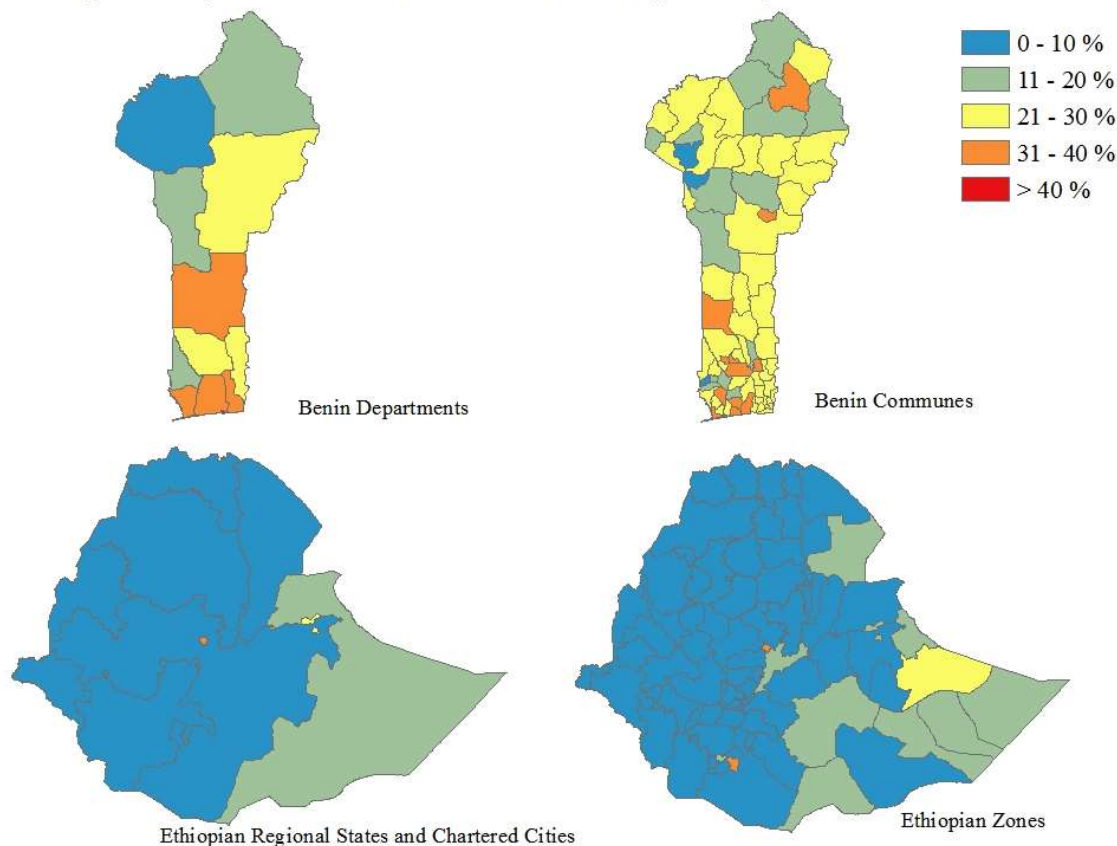 0 - 10 %
11 - 20 %
21 - 30 %
31 - 40 %
> 40 %
Benin Departments
Benin Communes
Ethiopian Regional States and Chartered Cities
Ethiopian Zones